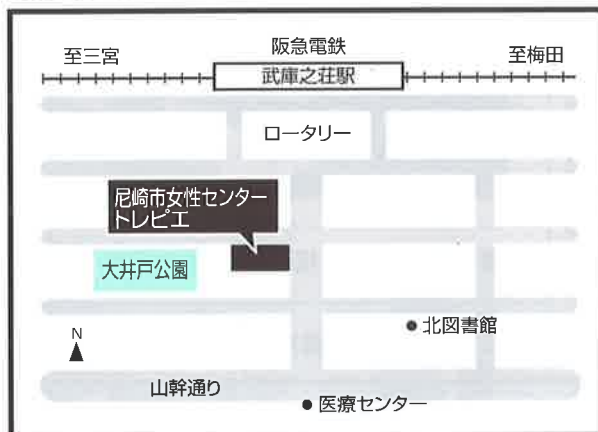 阪急電鉄
至三宮
至梅田
武庫之荘駅
ロータリー
尼崎市女性センター
トレピエ
大井戸公園
N
北図書館
山幹通り
医療センター